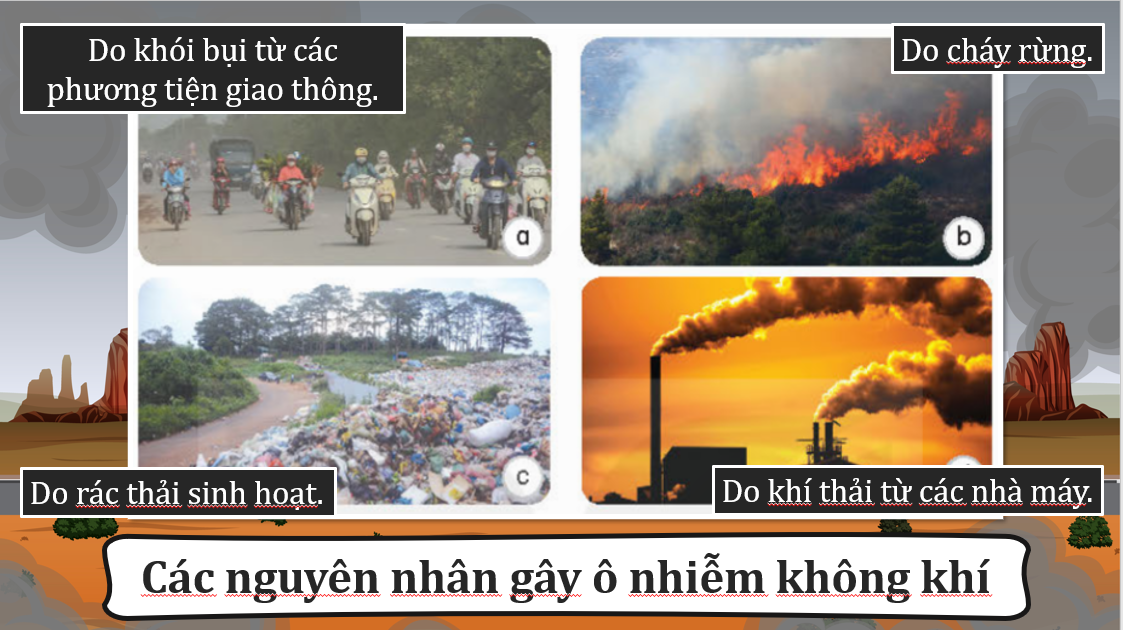 Do khói bụi từ các
phương tiện giao thông.
Do cháy rừng.
a
b
c
Do rác thải sinh hoạt.
Do khí thải từ các nhà máy.
Các nguyên nhân gây ô nhiễm không khí